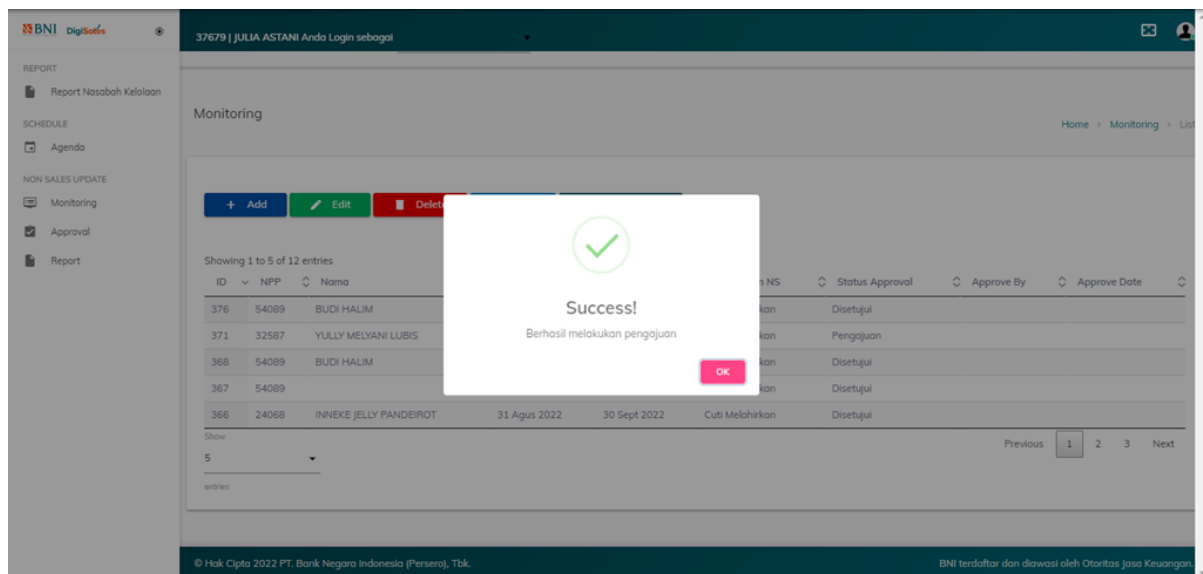 BNI DigiSales
37679 | JULIA ASTANI Anda Login sebagai
REPORT
Report Nasabah Kelolaan
SCHEDULE
Agenda
NON SALES UPDATE
Monitoring
Approval
Report
Monitoring
Home > Monitoring > List
+ Add
Edit
Showing 1 to 5 of 12 entries
ID NPP Nama NS Status Approval Approve By Approve Date
376 54089 BUDI HALIM Disetujui
371 32587 YULLY MELYANI LUBIS Pengajuan
368 54089 BUDI HALIM Disetujui
367 54089 Disetujui
366 24068 INNEKE JELLY PANDEIROT 31 Agus 2022 30 Sept 2022 Cuti Melahirkan Disetujui
Show
5
entries
Previous 1 2 3 Next
Success!
Berhasil melakukan pengajuan
OK
© Hak Cipta 2022 PT. Bank Negara Indonesia (Persero), Tbk.
BNI terdaftar dan diawasi oleh Otoritas Jasa Keuangan.